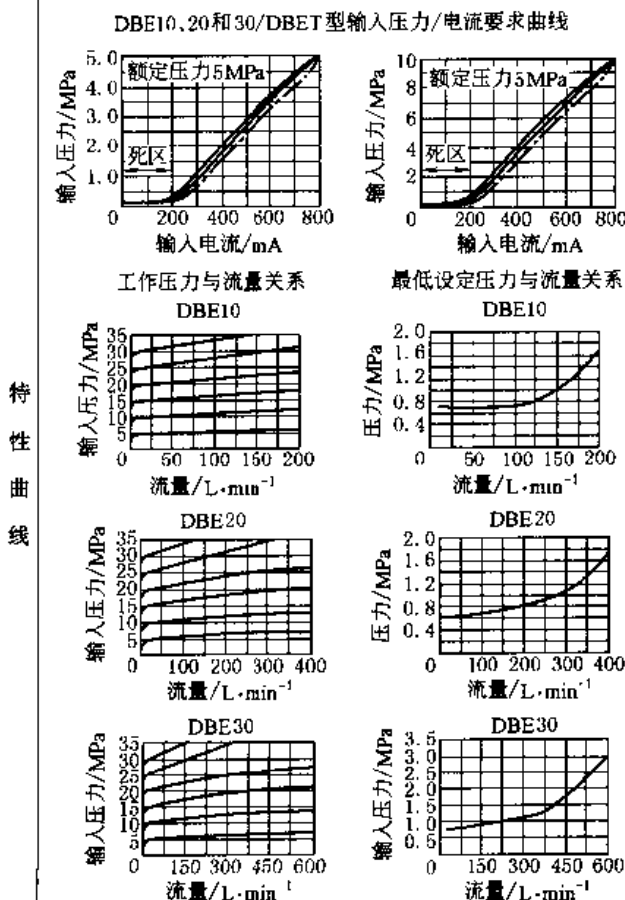 DBE10、20和30/DBET型输入压力/电流要求曲线
5.0
4.0
3.0
2.0
1.0
额定压力5MPa
死区
输入压力/MPa
0 200 400 600 800
输入电流/mA
10
8
6
4
2
额定压力5MPa
死区
输入压力/MPa
0 200 400 600 800
输入电流/mA
特性曲线
工作压力与流量关系
DBE10
35
30
25
20
15
10
5
输入压力/MPa
0 50 100 150 200
流量/L·min⁻¹
最低设定压力与流量关系
DBE10
2.0
1.6
1.2
0.8
0.4
压力/MPa
0 50 100 150 200
流量/L·min⁻¹
DBE20
35
30
25
20
15
10
5
输入压力/MPa
0 100 200 300 400
流量/L·min⁻¹
DBE20
2.0
1.6
1.2
0.8
0.4
压力/MPa
0 100 200 300 400
流量/L·min⁻¹
DBE30
35
30
25
20
15
10
5
输入压力/MPa
0 150 300 450 600
流量/L·min⁻¹
DBE30
3.5
3.0
2.5
2.0
1.5
1.0
0.5
输入压力/MPa
0 150 300 450 600
流量/L·min⁻¹